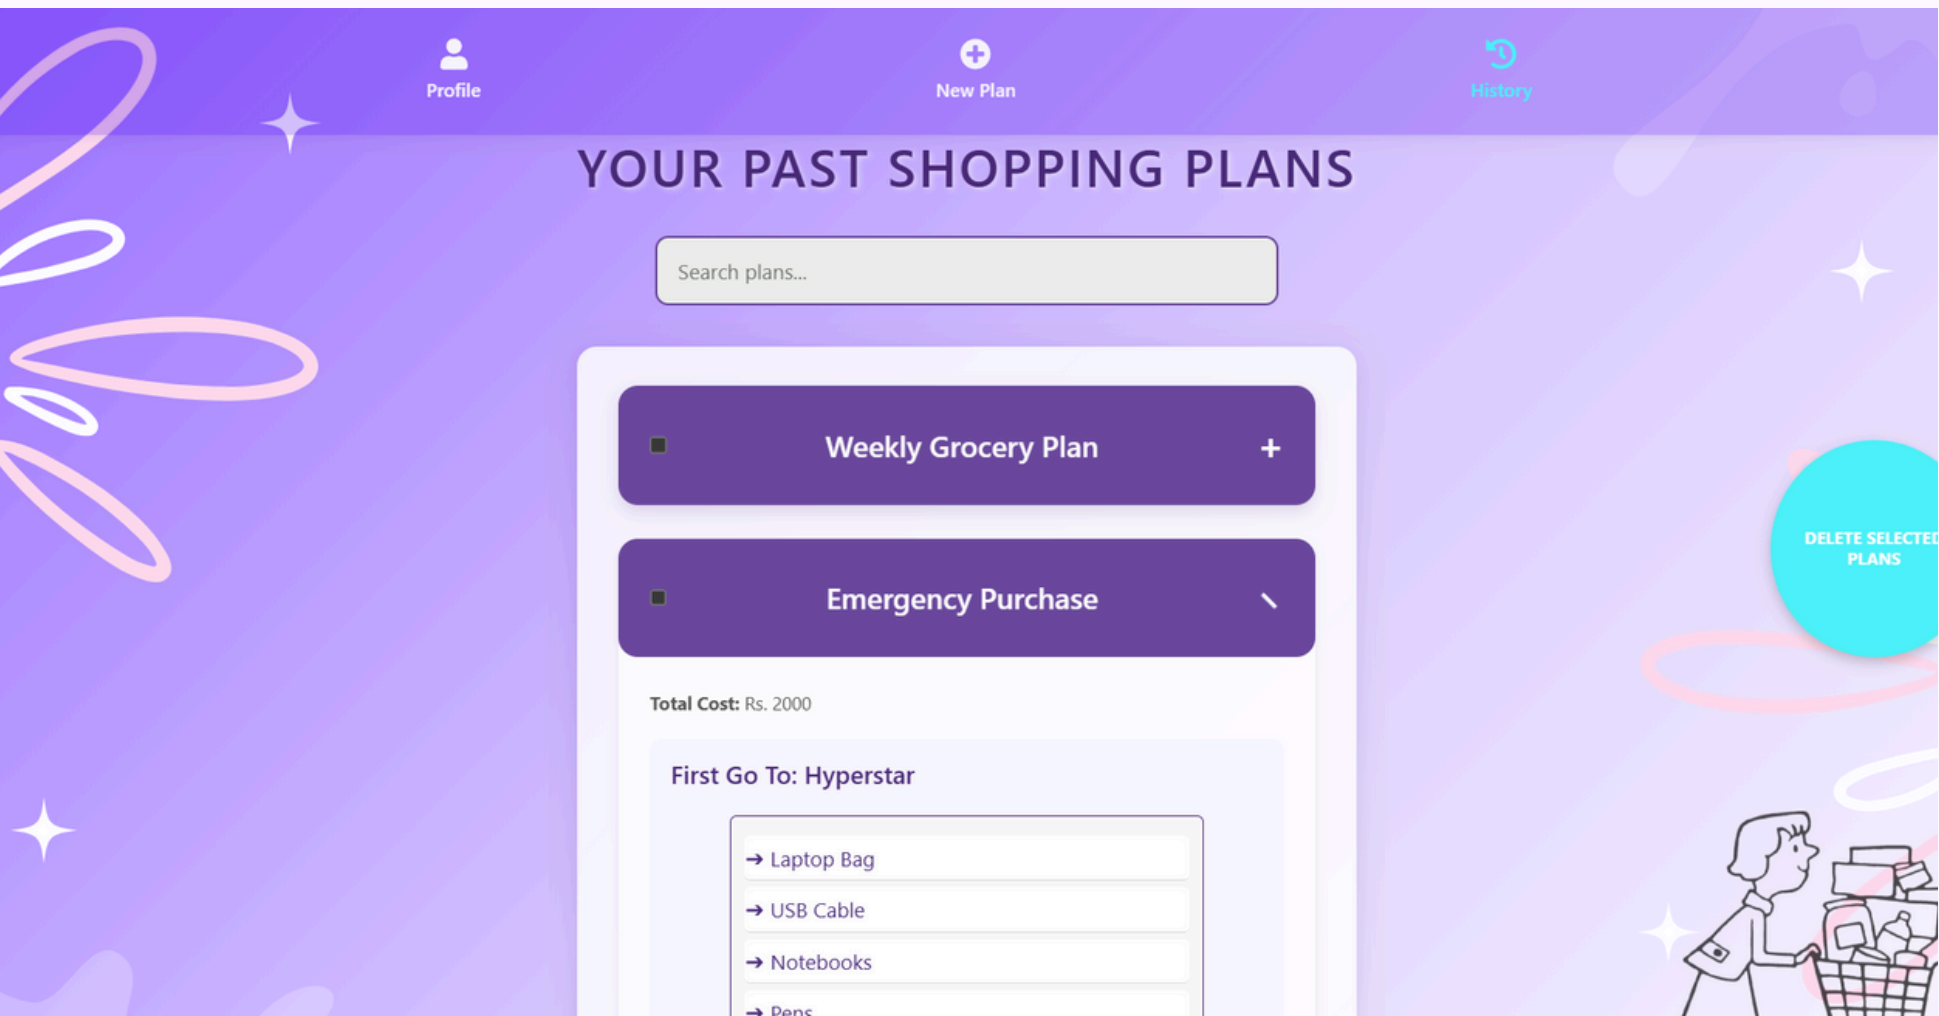 Profile
New Plan
History
YOUR PAST SHOPPING PLANS
Search plans...
Weekly Grocery Plan +
Emergency Purchase
DELETE SELECTED
PLANS
Total Cost: Rs. 2000
First Go To: Hyperstar
➔ Laptop Bag
➔ USB Cable
➔ Notebooks
➔ Pens